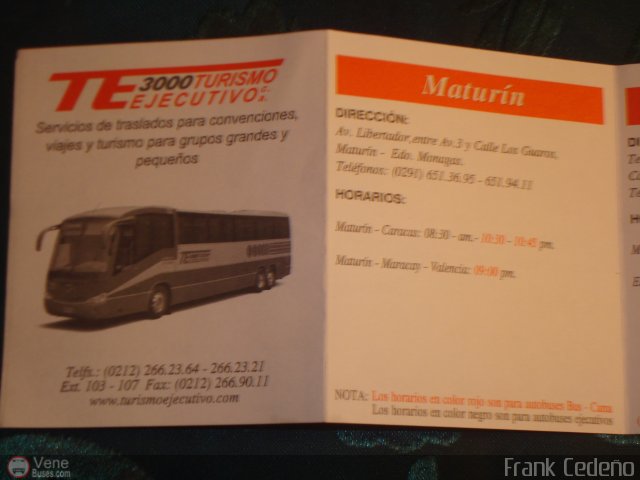 TE 3000 TURISMO
EJECUTIVO C.A.
Servicios de traslados para convenciones,
viajes y turismo para grupos grandes y
pequeños
Telfs.: (0212) 266.23.64 - 266.23.21
Ext. 103 - 107 Fax: (0212) 266.90.11
www.turismoejecutivo.com
Maturín
DIRECCIÓN:
Av. Libertador, entre Av.3 y Calle Los Guaros.
Maturín - Edo. Monagas.
Teléfonos: (0291) 651.36.95 - 651.94.11
HORARIOS:
Maturín - Caracas: 08:30 - am.- 10:30 - 10:45 pm.
Maturín - Maracay - Valencia: 09:00 pm.
NOTA: Los horarios en color rojo son para autobuses Bus - Cama
Los horarios en color negro son para autobuses ejecutivos
Vene
Buses.com
Frank Cedeño